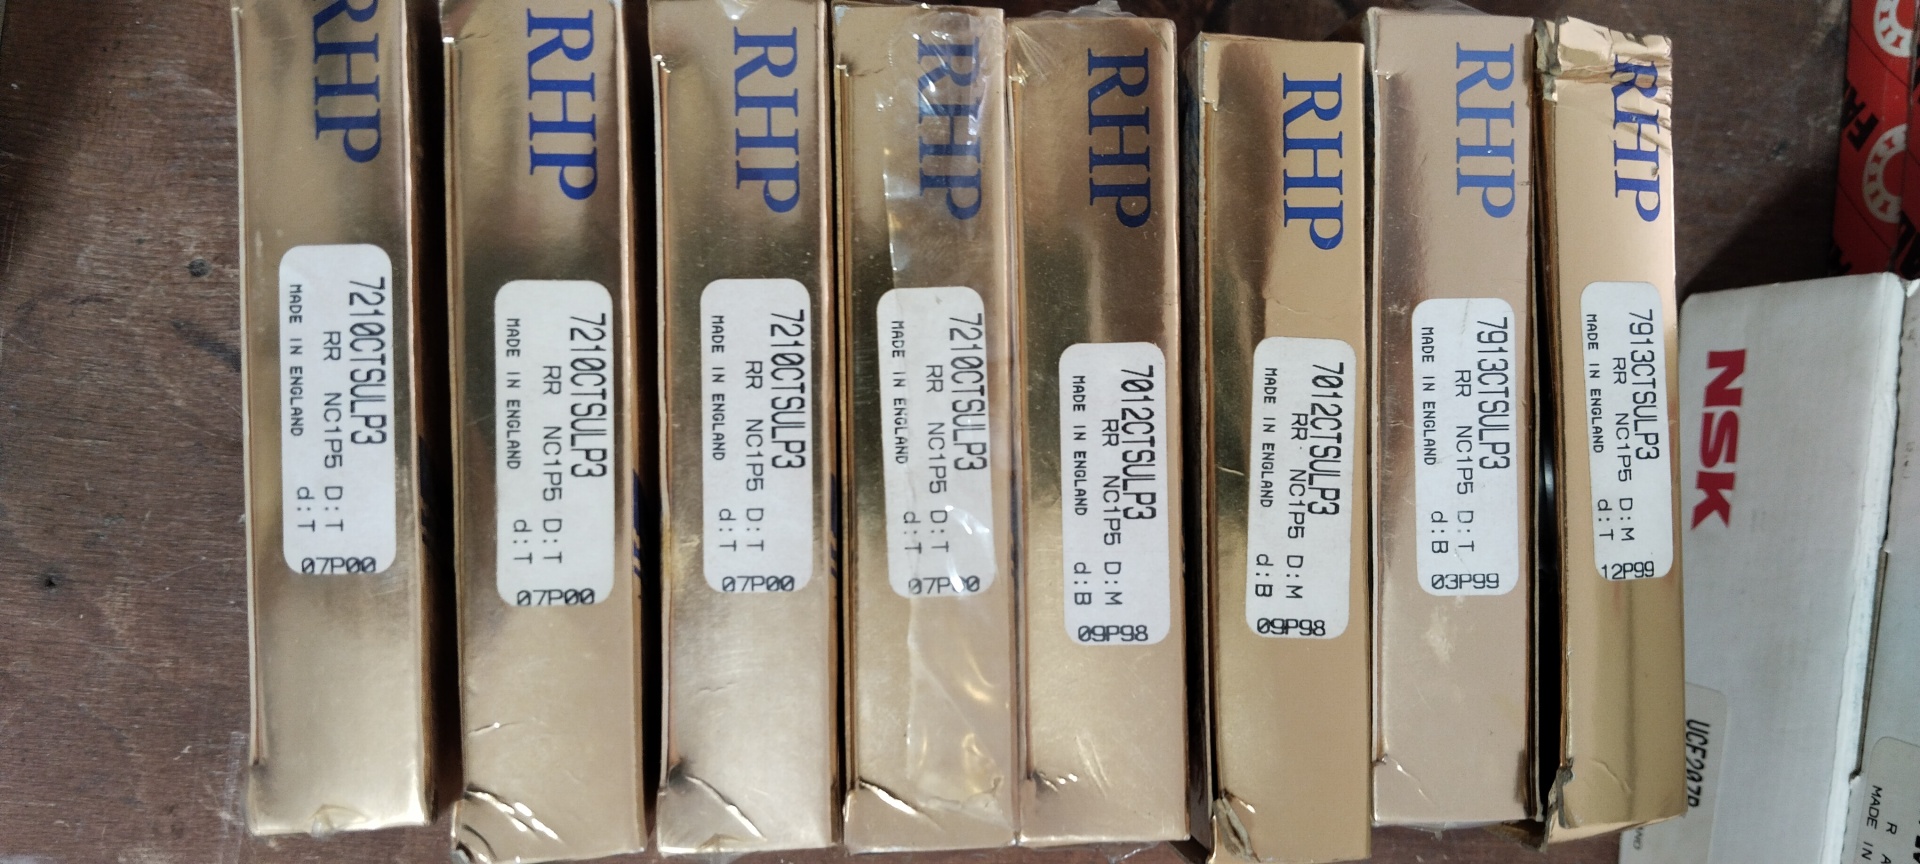 RHP
7210CTSULP3
RR NC1P5 D:T
MADE IN ENGLAND d:T
07P00
RHP
7210CTSULP3
RR NC1P5 D:T
MADE IN ENGLAND d:T
07P00
RHP
7210CTSULP3
RR NC1P5 D:T
MADE IN ENGLAND d:T
07P00
RHP
7210CTSULP3
RR NC1P5 D:T
MADE IN ENGLAND d:T
07P00
RHP
7012CTSULP3
RR NC1P5 D:M
MADE IN ENGLAND d:B
09P98
RHP
7012CTSULP3
RR NC1P5 D:M
MADE IN ENGLAND d:B
09P98
RHP
7913CTSULP3
RR NC1P5 D:T
MADE IN ENGLAND d:B
03P99
RHP
7913CTSULP3
RR NC1P5 D:M
MADE IN ENGLAND d:T
12P99
NSK
R
MADE IN